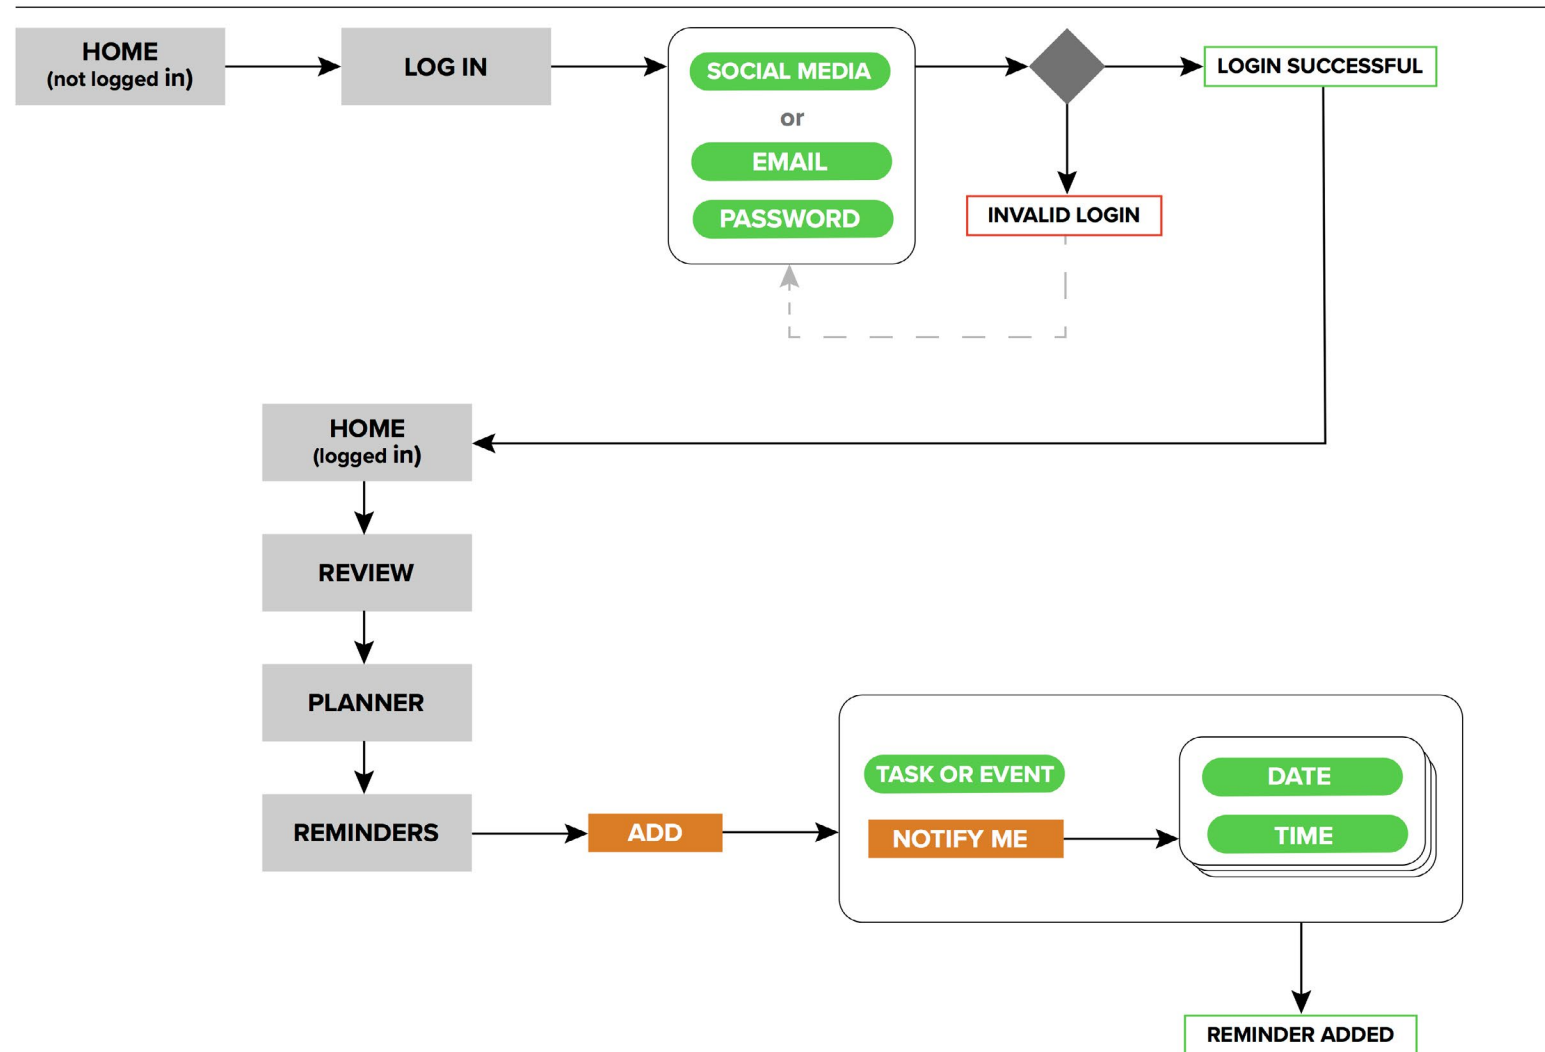 HOME
(not logged in)
LOG IN
SOCIAL MEDIA
or
EMAIL
PASSWORD
LOGIN SUCCESSFUL
INVALID LOGIN
HOME
(logged in)
REVIEW
PLANNER
REMINDERS
ADD
TASK OR EVENT
NOTIFY ME
DATE
TIME
REMINDER ADDED